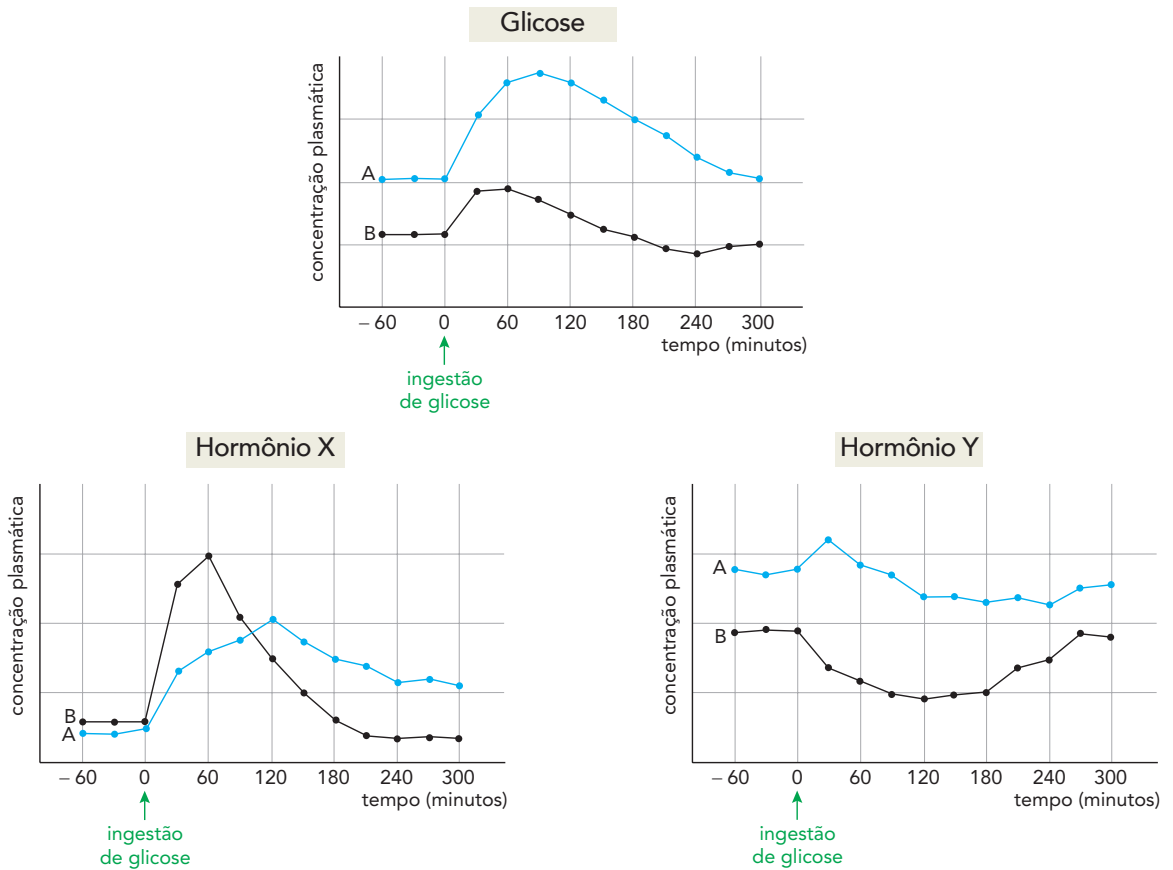 Glicose
concentração plasmática
A
B
– 60 0 60 120 180 240 300
tempo (minutos)
ingestão
de glicose
Hormônio X
concentração plasmática
B
A
– 60 0 60 120 180 240 300
tempo (minutos)
ingestão
de glicose
Hormônio Y
concentração plasmática
A
B
– 60 0 60 120 180 240 300
tempo (minutos)
ingestão
de glicose